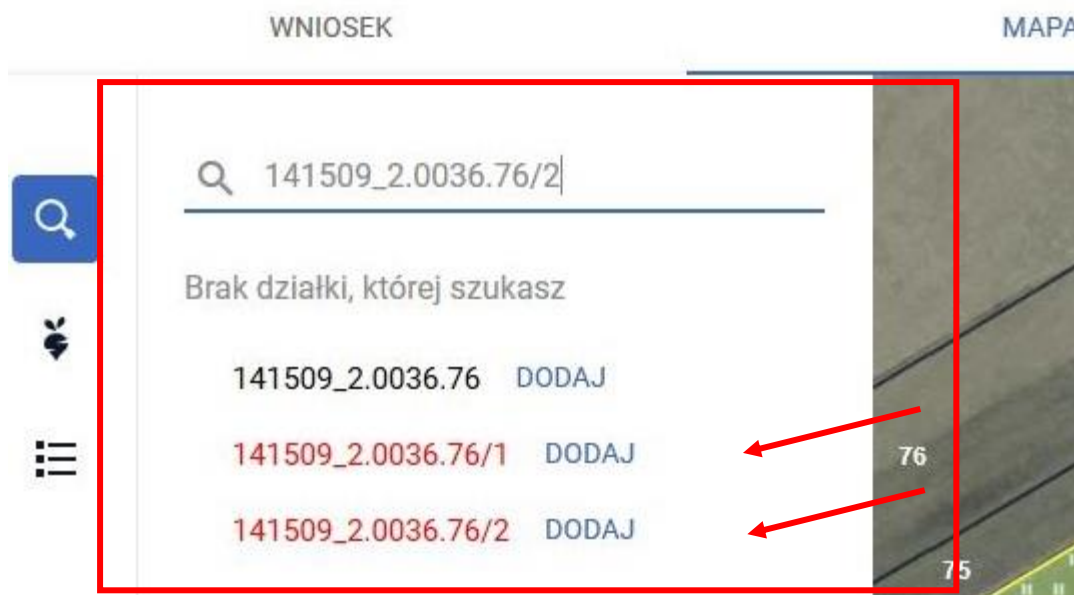 WNIOSEK
MAPA
141509_2.0036.76/2
Brak działki, której szukasz
141509_2.0036.76 DODAJ
141509_2.0036.76/1 DODAJ
141509_2.0036.76/2 DODAJ
76
75